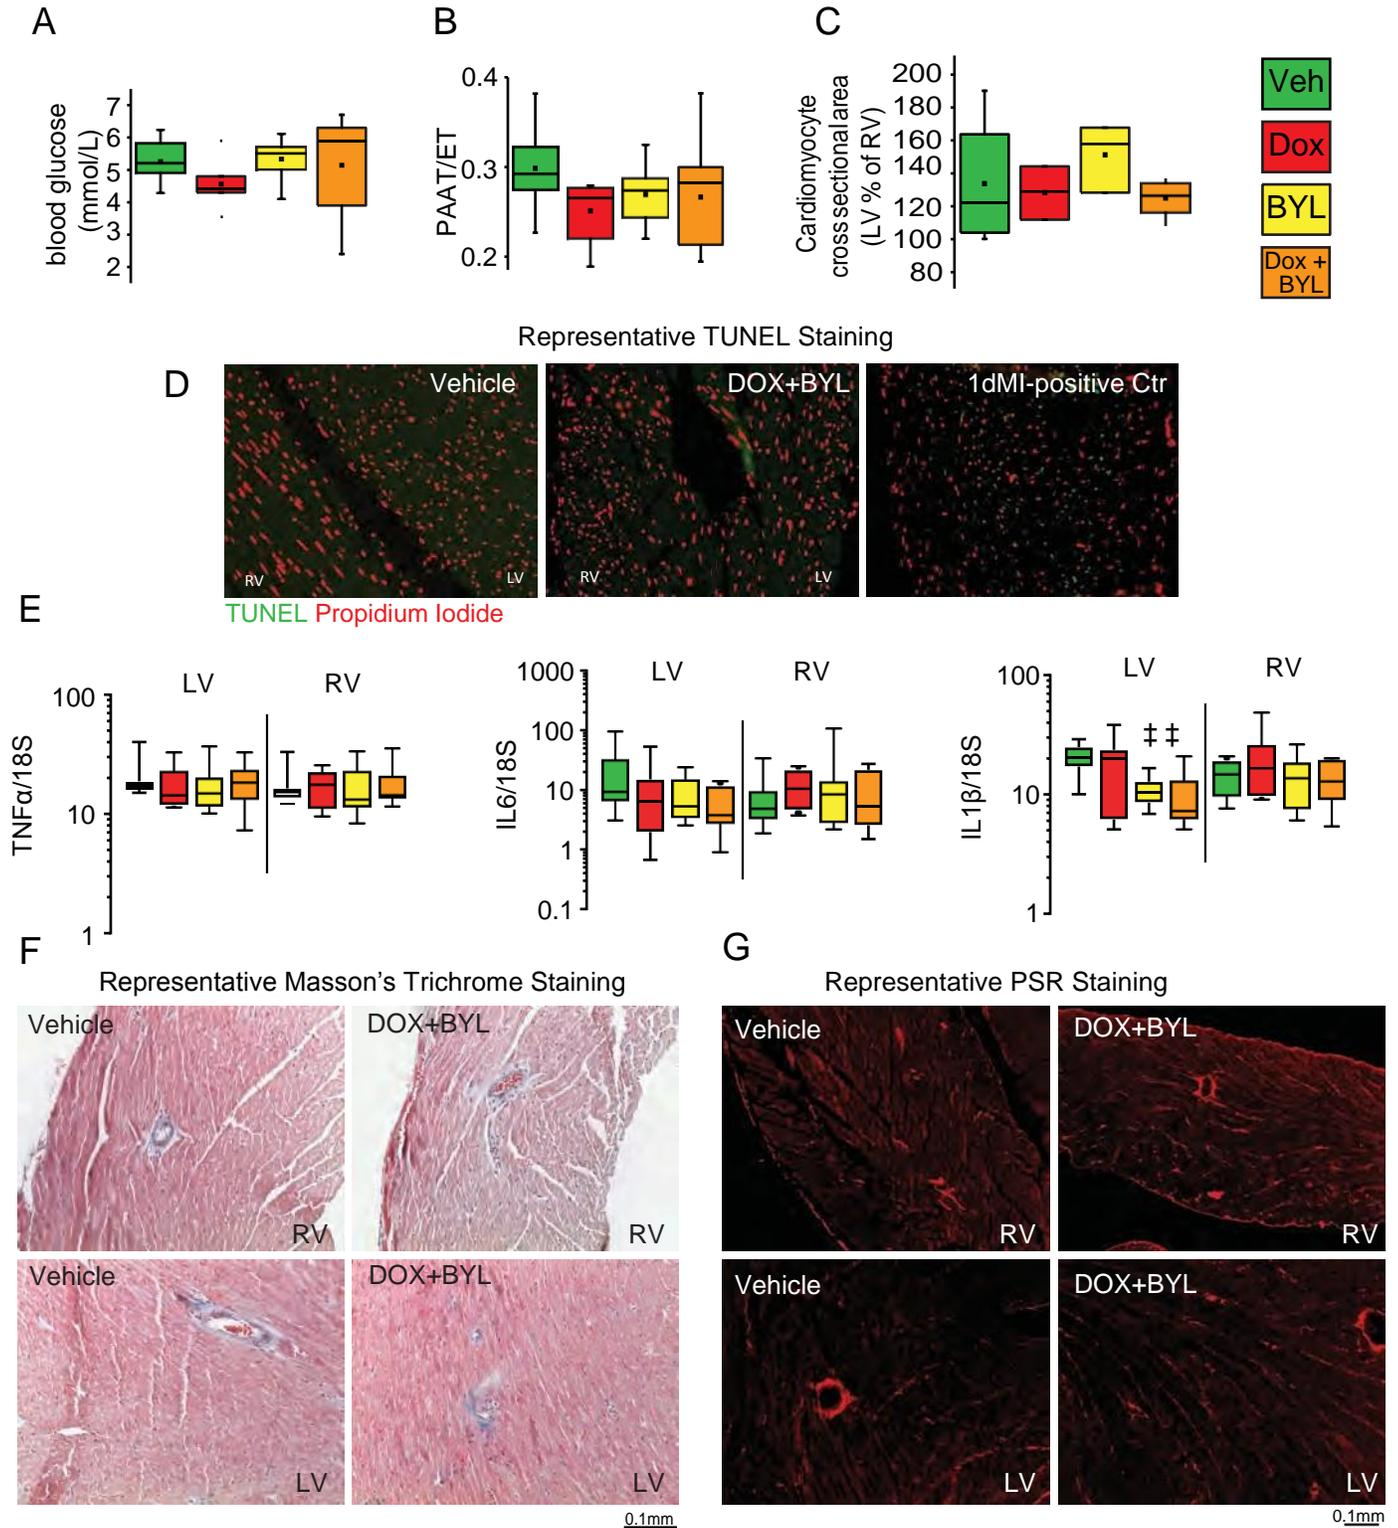 A
B
C
blood glucose
(mmol/L)
7
6
5
4
3
2
PAAT/ET
0.4
0.3
0.2
Cardiomyocyte
cross sectional area
(LV % of RV)
200
180
160
140
120
100
80
Veh
Dox
BYL
Dox +
BYL
Representative TUNEL Staining
D
Vehicle
RV
LV
DOX+BYL
RV
LV
1dMI-positive Ctr
TUNEL Propidium Iodide
E
TNFα/18S
100
10
1
LV
RV
IL6/18S
1000
100
10
1
0.1
LV
RV
IL1β/18S
100
10
1
LV
RV
‡ ‡
F
Representative Masson's Trichrome Staining
Vehicle
RV
DOX+BYL
RV
Vehicle
LV
DOX+BYL
LV
0.1mm
G
Representative PSR Staining
Vehicle
RV
DOX+BYL
RV
Vehicle
LV
DOX+BYL
LV
0.1mm